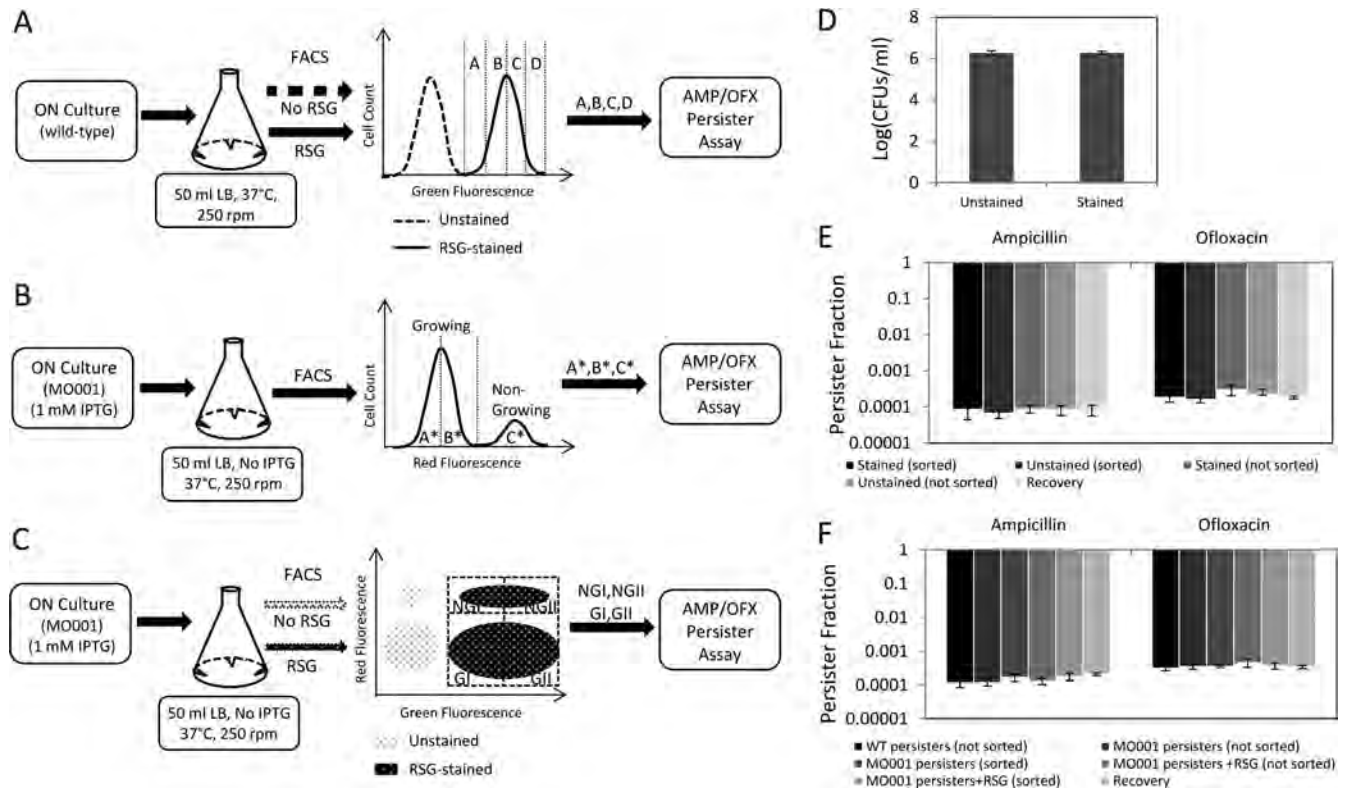 A
ON Culture
(wild-type)
FACS
No RSG
RSG
50 ml LB, 37°C,
250 rpm
Cell Count
A
B
C
D
Green Fluorescence
Unstained
RSG-stained
A,B,C,D
AMP/OFX
Persister
Assay
B
ON Culture
(MO001)
(1 mM IPTG)
FACS
50 ml LB, No IPTG
37°C, 250 rpm
Cell Count
Growing
Non-
Growing
A*
B*
C*
Red Fluorescence
A*,B*,C*
AMP/OFX
Persister
Assay
C
ON Culture
(MO001)
(1 mM IPTG)
FACS
No RSG
RSG
50 ml LB, No IPTG
37°C, 250 rpm
Red Fluorescence
NGI
NGII
GI
GII
Green Fluorescence
Unstained
RSG-stained
NGI,NGII
GI,GII
AMP/OFX
Persister
Assay
D
Log(CFUs/ml)
8
6
4
2
0
Unstained
Stained
E
Ampicillin
Ofloxacin
Persister Fraction
1
0.1
0.01
0.001
0.0001
0.00001
Stained (sorted)
Unstained (sorted)
Stained (not sorted)
Unstained (not sorted)
Recovery
F
Ampicillin
Ofloxacin
Persister Fraction
1
0.1
0.01
0.001
0.0001
0.00001
WT persisters (not sorted)
MO001 persisters (not sorted)
MO001 persisters (sorted)
MO001 persisters +RSG (not sorted)
MO001 persisters+RSG (sorted)
Recovery